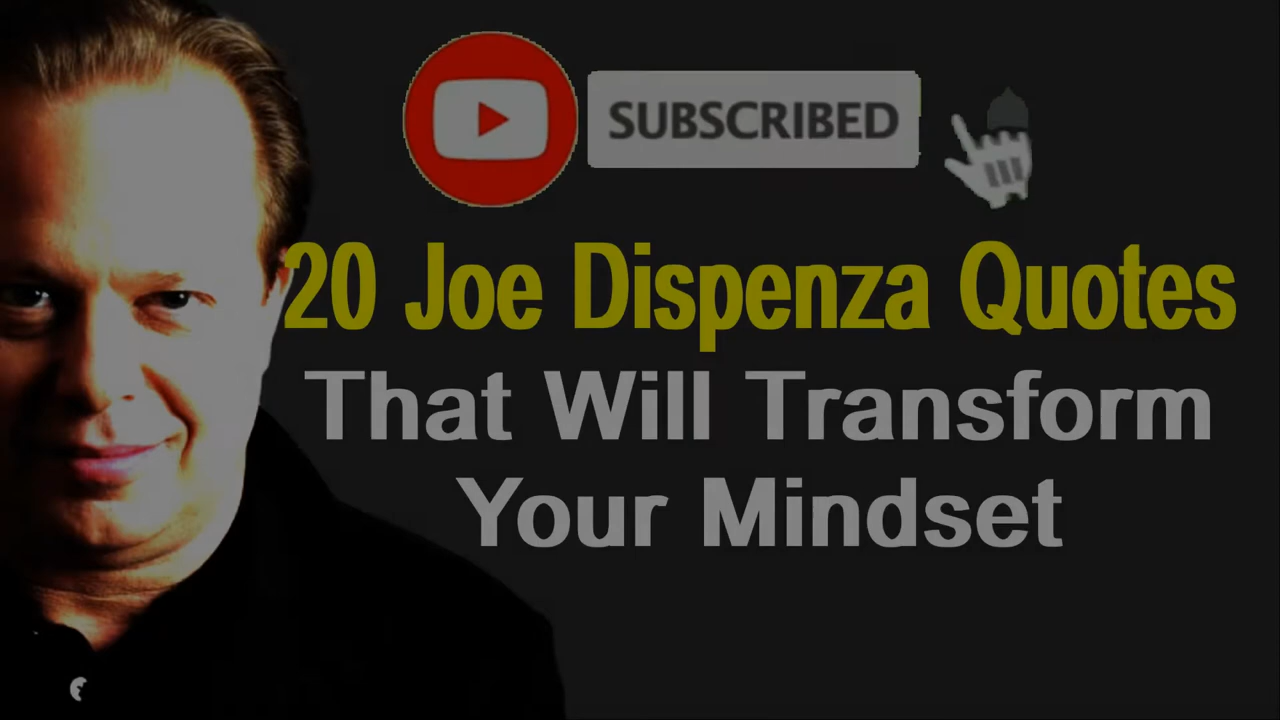 SUBSCRIBED
20 Joe Dispenza Quotes
That Will Transform
Your Mindset